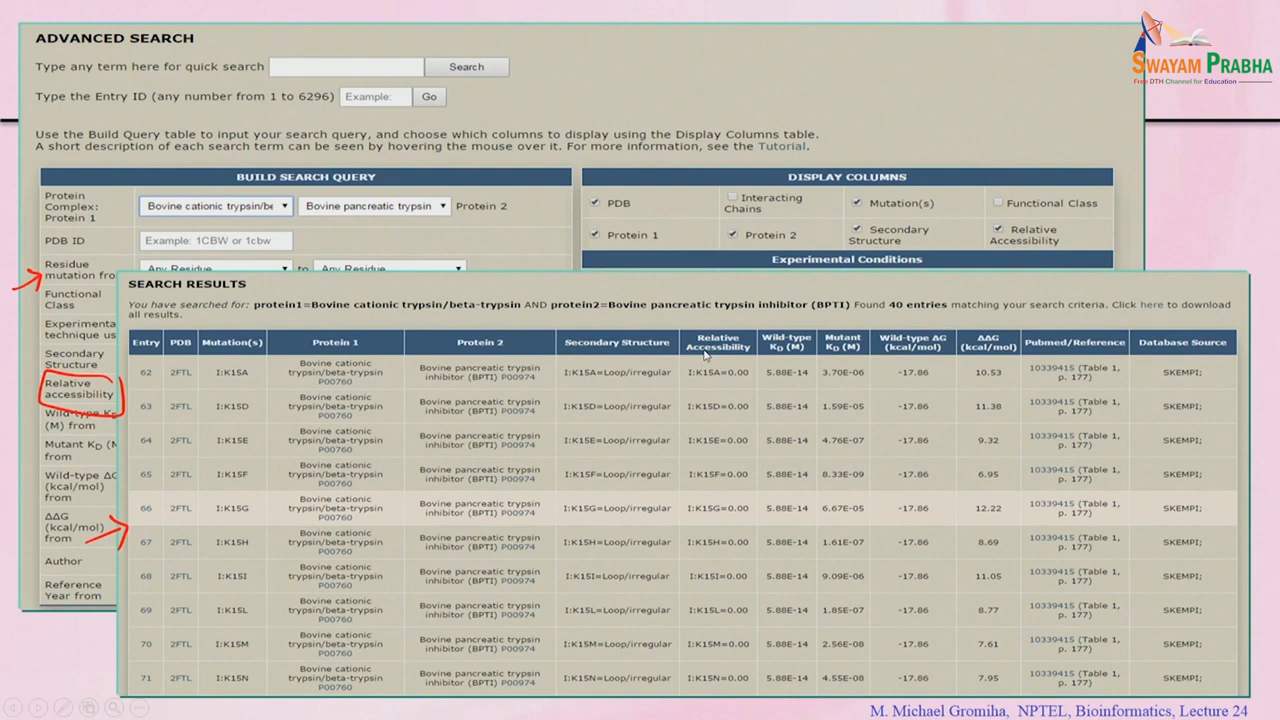 SWAYAM PRABHA
Free DTH Channel for Education
ADVANCED SEARCH
Type any term here for quick search Search
Type the Entry ID (any number from 1 to 6296) Example: Go
Use the Build Query table to input your search query, and choose which columns to display using the Display Columns table.
A short description of each search term can be seen by hovering the mouse over it. For more information, see the Tutorial.
BUILD SEARCH QUERY
Protein
Complex:
Protein 1
Bovine cationic trypsin/be Bovine pancreatic trypsin Protein 2
PDB ID Example: 1CBW or 1cbw
Residue
mutation fro
Any Residue to Any Residue
Functional
Class
Experimenta
technique us
Secondary
Structure
Relative
accessibility
Wild-type K
(M) from
Mutant KD (M
from
Wild-type ΔG
(kcal/mol)
from
ΔΔG
(kcal/mol)
from
Author
Reference
Year from
DISPLAY COLUMNS
PDB Interacting Chains Mutation(s) Functional Class
Protein 1 Protein 2 Secondary Structure Relative Accessibility
Experimental Conditions
SEARCH RESULTS
You have searched for: protein1=Bovine cationic trypsin/beta-trypsin AND protein2=Bovine pancreatic trypsin inhibitor (BPTI) Found 40 entries matching your search criteria. Click here to download
all results.
Entry PDB Mutation(s) Protein 1 Protein 2 Secondary Structure Relative Accessibility Wild-type KD (M) Mutant KD (M) Wild-type ΔG (kcal/mol) ΔΔG (kcal/mol) Pubmed/Reference Database Source
62 2FTL I:K15A Bovine cationic trypsin/beta-trypsin P00760 Bovine pancreatic trypsin inhibitor (BPTI) P00974 I:K15A=Loop/irregular I:K15A=0.00 5.88E-14 3.70E-06 -17.86 10.53 10339415 (Table 1, p. 177) SKEMPI;
63 2FTL I:K15D Bovine cationic trypsin/beta-trypsin P00760 Bovine pancreatic trypsin inhibitor (BPTI) P00974 I:K15D=Loop/irregular I:K15D=0.00 5.88E-14 1.59E-05 -17.86 11.38 10339415 (Table 1, p. 177) SKEMPI;
64 2FTL I:K15E Bovine cationic trypsin/beta-trypsin P00760 Bovine pancreatic trypsin inhibitor (BPTI) P00974 I:K15E=Loop/irregular I:K15E=0.00 5.88E-14 4.76E-07 -17.86 9.32 10339415 (Table 1, p. 177) SKEMPI;
65 2FTL I:K15F Bovine cationic trypsin/beta-trypsin P00760 Bovine pancreatic trypsin inhibitor (BPTI) P00974 I:K15F=Loop/irregular I:K15F=0.00 5.88E-14 8.33E-09 -17.86 6.95 10339415 (Table 1, p. 177) SKEMPI;
66 2FTL I:K15G Bovine cationic trypsin/beta-trypsin P00760 Bovine pancreatic trypsin inhibitor (BPTI) P00974 I:K15G=Loop/irregular I:K15G=0.00 5.88E-14 6.67E-05 -17.86 12.22 10339415 (Table 1, p. 177) SKEMPI;
67 2FTL I:K15H Bovine cationic trypsin/beta-trypsin P00760 Bovine pancreatic trypsin inhibitor (BPTI) P00974 I:K15H=Loop/irregular I:K15H=0.00 5.88E-14 1.61E-07 -17.86 8.69 10339415 (Table 1, p. 177) SKEMPI;
68 2FTL I:K15I Bovine cationic trypsin/beta-trypsin P00760 Bovine pancreatic trypsin inhibitor (BPTI) P00974 I:K15I=Loop/irregular I:K15I=0.00 5.88E-14 9.09E-06 -17.86 11.05 10339415 (Table 1, p. 177) SKEMPI;
69 2FTL I:K15L Bovine cationic trypsin/beta-trypsin P00760 Bovine pancreatic trypsin inhibitor (BPTI) P00974 I:K15L=Loop/irregular I:K15L=0.00 5.88E-14 1.85E-07 -17.86 8.77 10339415 (Table 1, p. 177) SKEMPI;
70 2FTL I:K15M Bovine cationic trypsin/beta-trypsin P00760 Bovine pancreatic trypsin inhibitor (BPTI) P00974 I:K15M=Loop/irregular I:K15M=0.00 5.88E-14 2.56E-08 -17.86 7.61 10339415 (Table 1, p. 177) SKEMPI;
71 2FTL I:K15N Bovine cationic trypsin/beta-trypsin P00760 Bovine pancreatic trypsin inhibitor (BPTI) P00974 I:K15N=Loop/irregular I:K15N=0.00 5.88E-14 4.55E-08 -17.86 7.95 10339415 (Table 1, p. 177) SKEMPI;
M. Michael Gromiha, NPTEL, Bioinformatics, Lecture 24